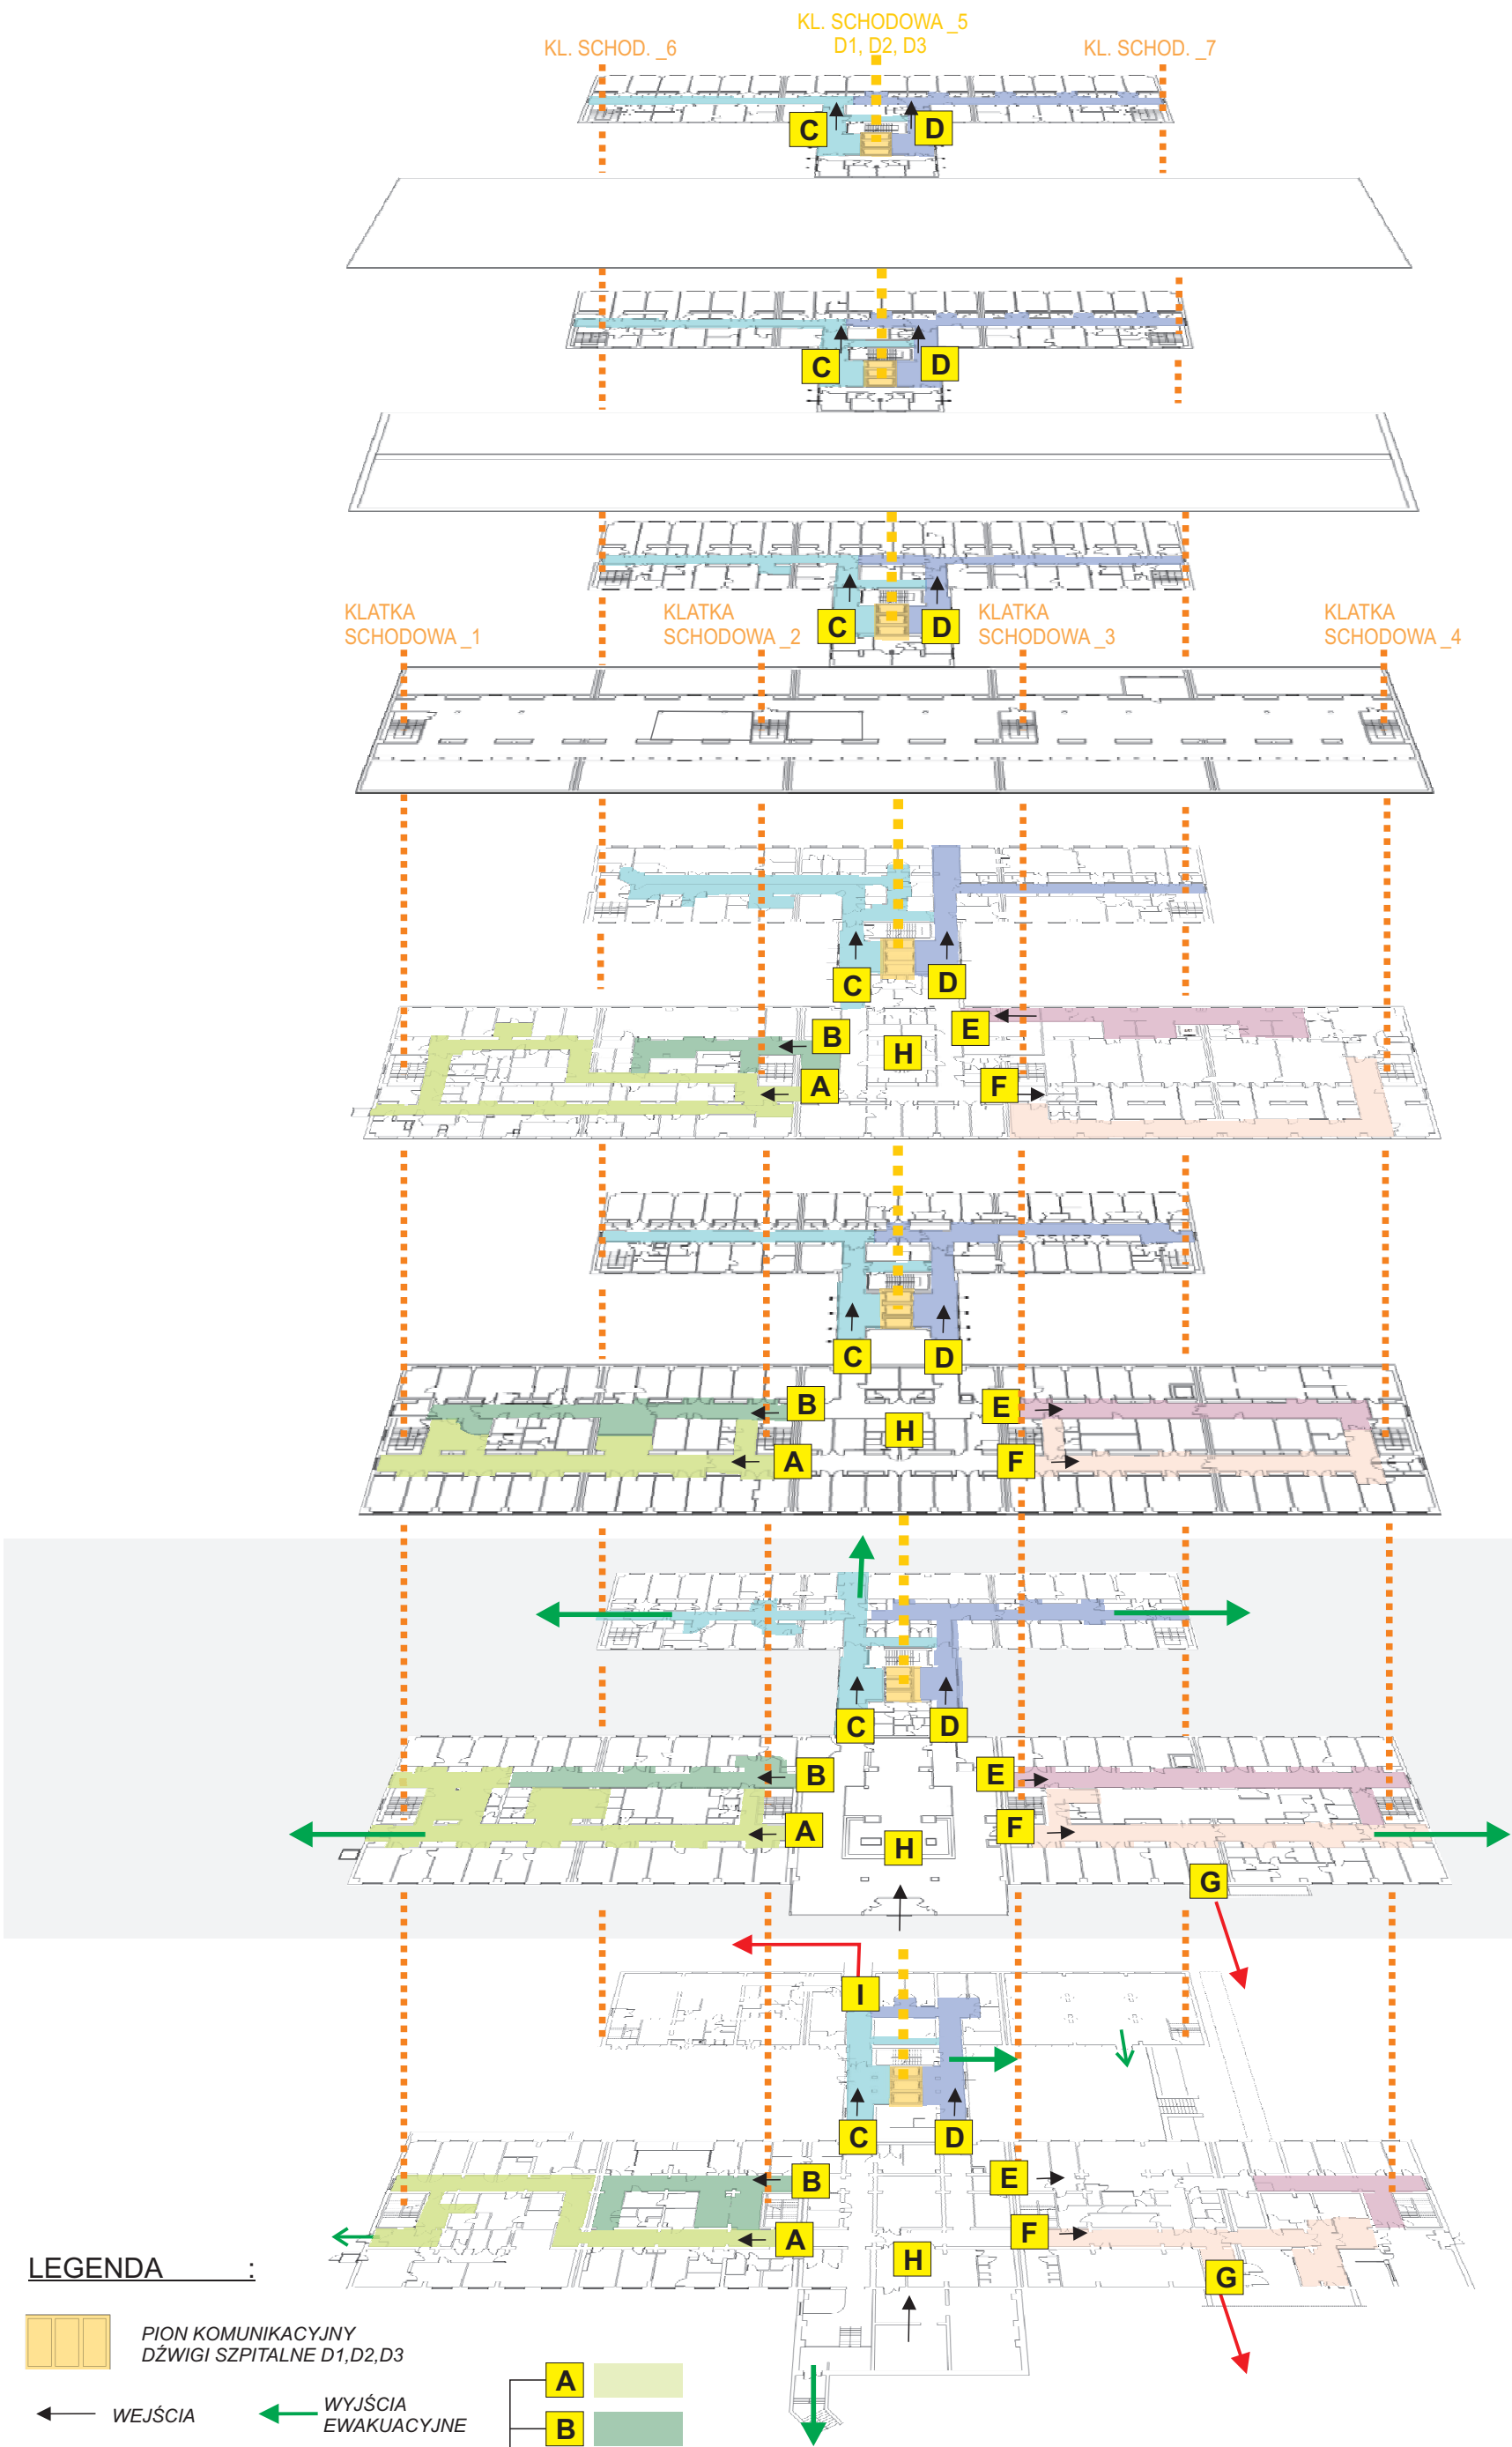 KL. SCHODOWA _5
D1, D2, D3
KL. SCHOD. _6
KL. SCHOD. _7
C
D
C
D
KLATKA
SCHODOWA _1
KLATKA
SCHODOWA _2
C
D
KLATKA
SCHODOWA _3
KLATKA
SCHODOWA _4
C
D
B
E
H
A
F
C
D
B
E
H
A
F
C
D
B
E
A
F
H
G
I
C
D
B
E
A
F
H
G
LEGENDA :
PION KOMUNIKACYJNY
DŹWIGI SZPITALNE D1,D2,D3
WEJŚCIA
WYJŚCIA
EWAKUACYJNE
A
B